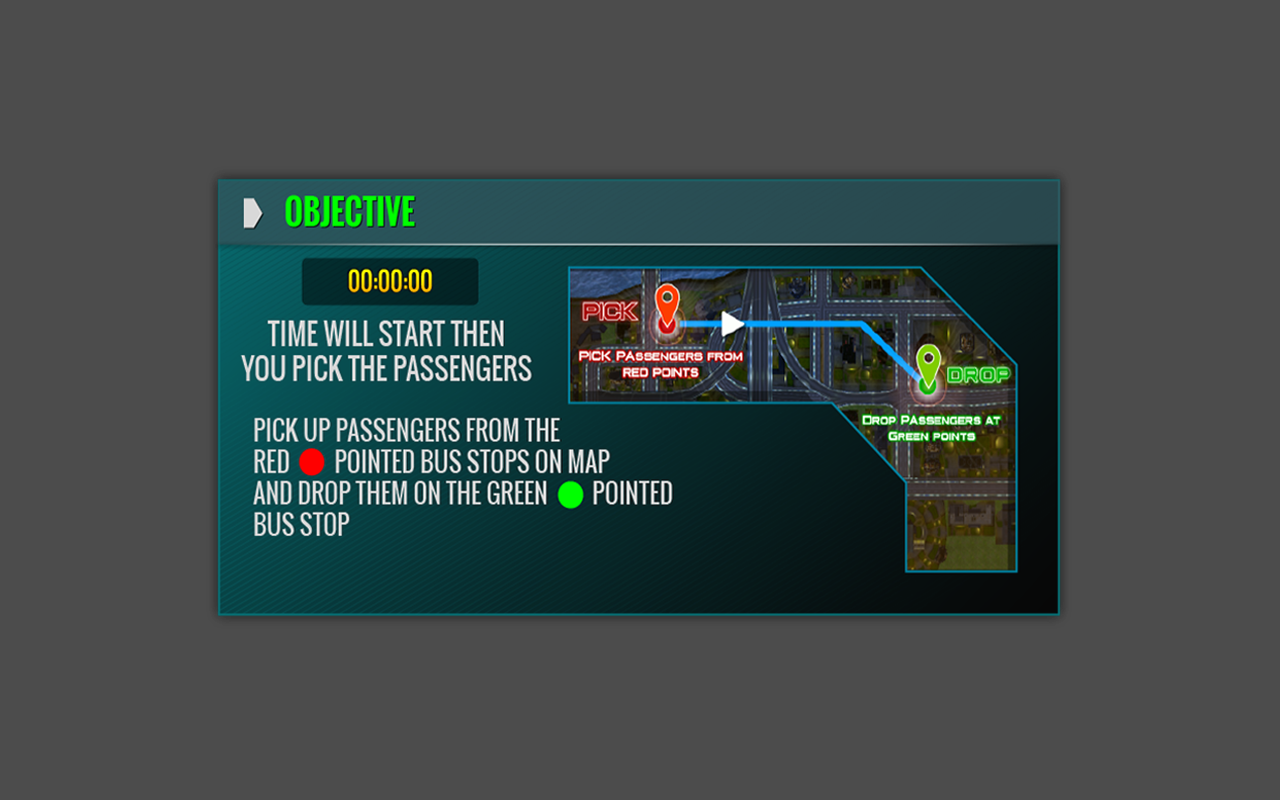 OBJECTIVE
00:00:00
TIME WILL START THEN
YOU PICK THE PASSENGERS
PICK UP PASSENGERS FROM THE
RED POINTED BUS STOPS ON MAP
AND DROP THEM ON THE GREEN POINTED
BUS STOP
PICK
PICK PASSENGERS FROM
RED POINTS
DROP
DROP PASSENGERS AT
GREEN POINTS